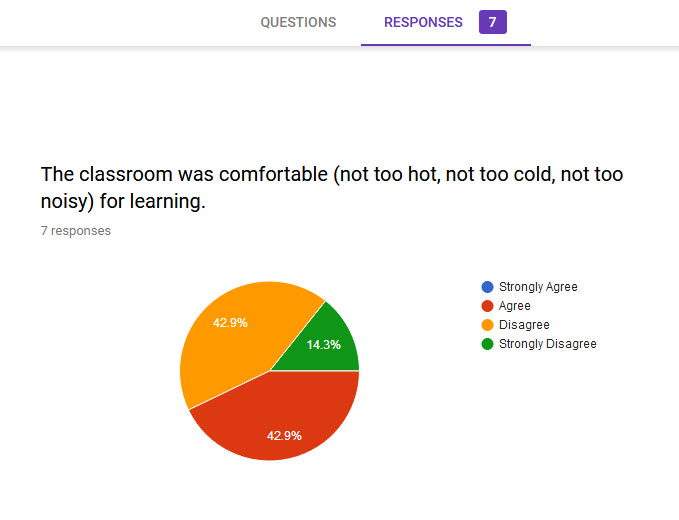 QUESTIONS
RESPONSES
7
The classroom was comfortable (not too hot, not too cold, not too
noisy) for learning.
7 responses
Strongly Agree
Agree
Disagree
Strongly Disagree
42.9%
14.3%
42.9%